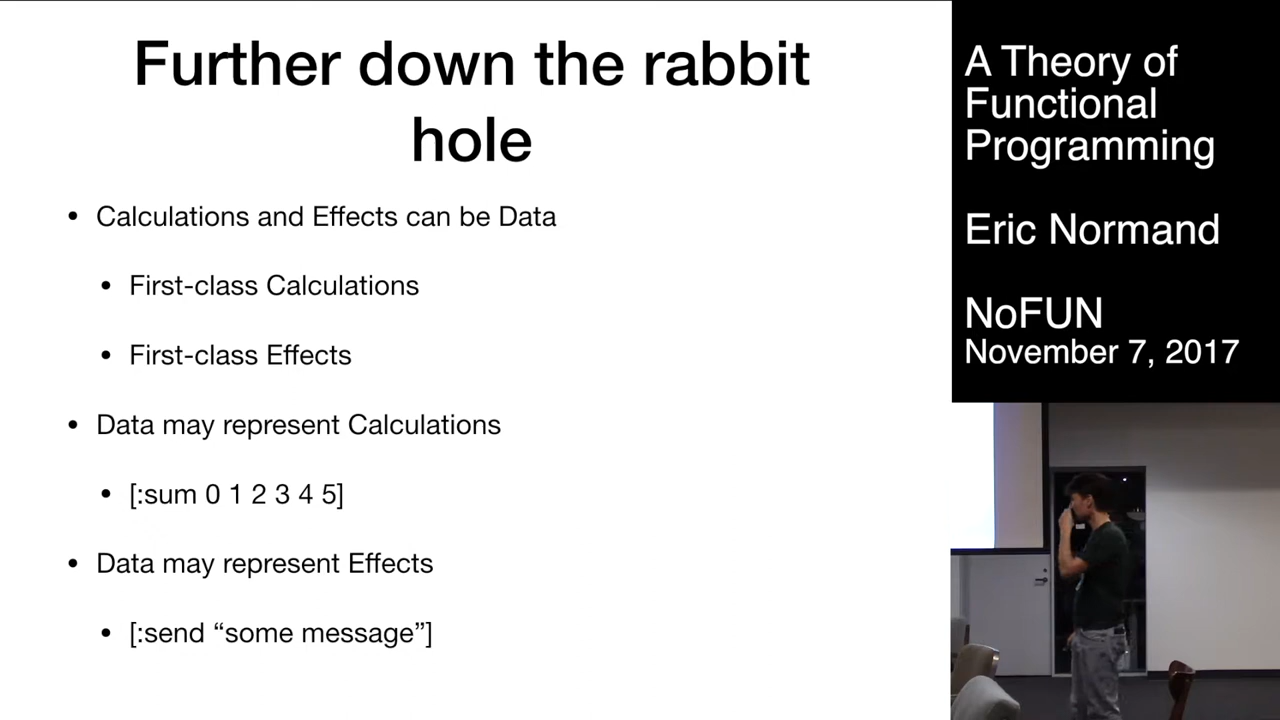 Further down the rabbit
hole
• Calculations and Effects can be Data
• First-class Calculations
• First-class Effects
• Data may represent Calculations
• [:sum 0 1 2 3 4 5]
• Data may represent Effects
• [:send “some message”]
A Theory of
Functional
Programming
Eric Normand
NoFUN
November 7, 2017